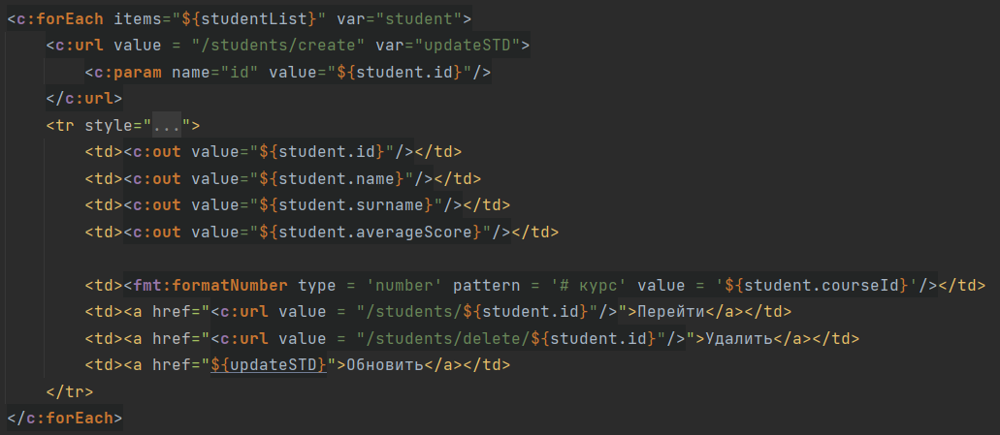 <c:forEach items="${studentList}" var="student">
    <c:url value = "/students/create" var="updateSTD">
        <c:param name="id" value="${student.id}"/>
    </c:url>
    <tr style="...">
        <td><c:out value="${student.id}"/></td>
        <td><c:out value="${student.name}"/></td>
        <td><c:out value="${student.surname}"/></td>
        <td><c:out value="${student.averageScore}"/></td>

        <td><fmt:formatNumber type = 'number' pattern = '# курс' value = '${student.courseId}'/></td>
        <td><a href="<c:url value = "/students/${student.id}"/>">Перейти</a></td>
        <td><a href="<c:url value = "/students/delete/${student.id}"/>">Удалить</a></td>
        <td><a href="${updateSTD}">Обновить</a></td>
    </tr>
</c:forEach>